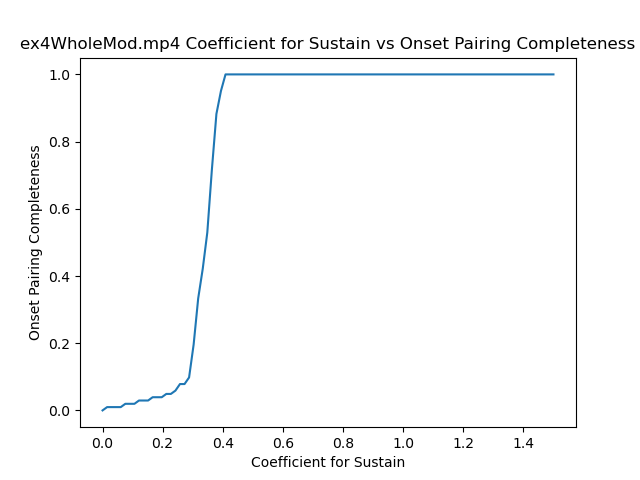 ex4WholeMod.mp4 Coefficient for Sustain vs Onset Pairing Completeness
1.0
0.8
0.6
0.4
0.2
0.0
Onset Pairing Completeness
0.0 0.2 0.4 0.6 0.8 1.0 1.2 1.4
Coefficient for Sustain